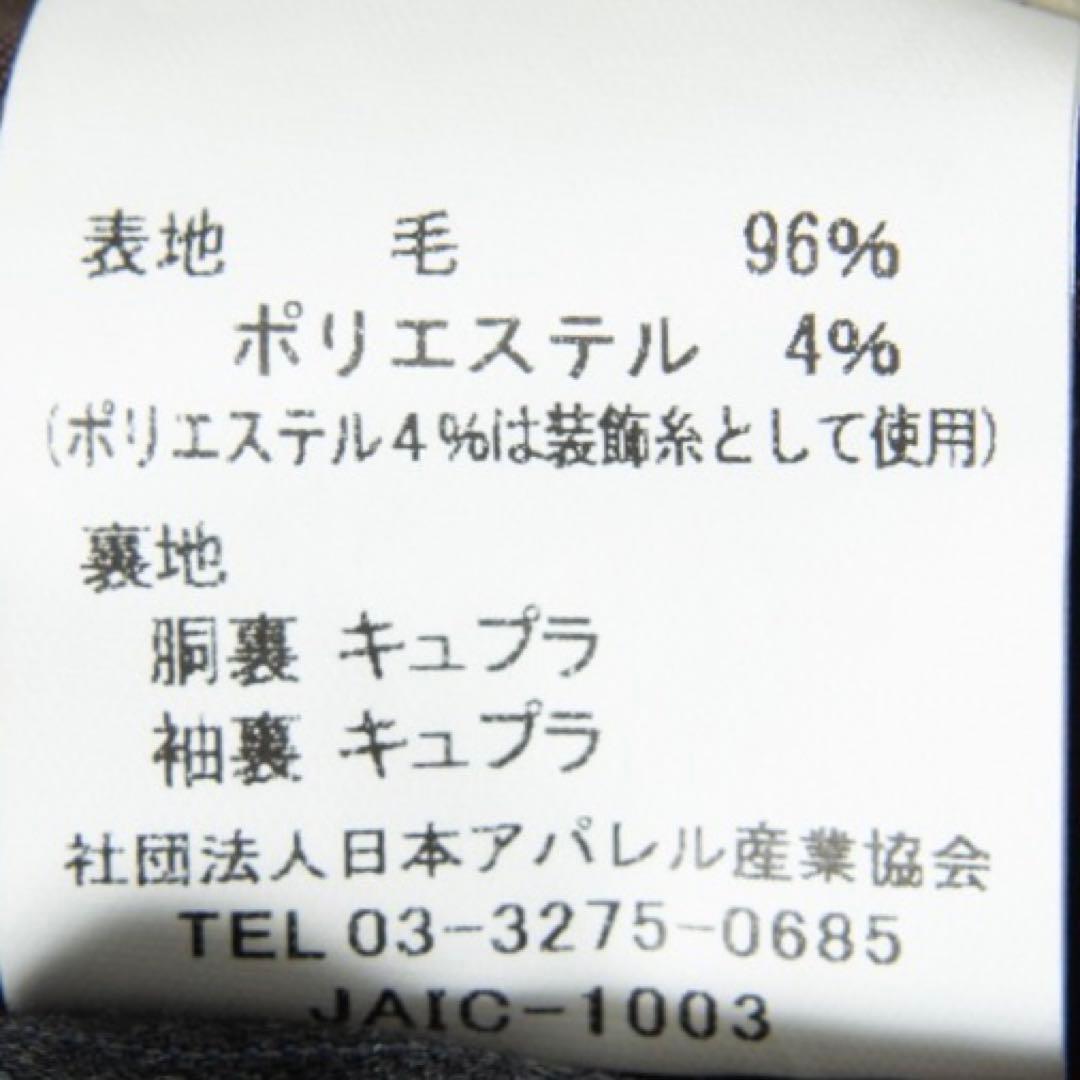 表地 毛 96%
ポリエステル 4%
(ポリエステル4%は装飾糸として使用)
裏地
胴裏 キュプラ
袖裏 キュプラ
社団法人日本アパレル産業協会
TEL 03-3275-0685
JAIC-1003